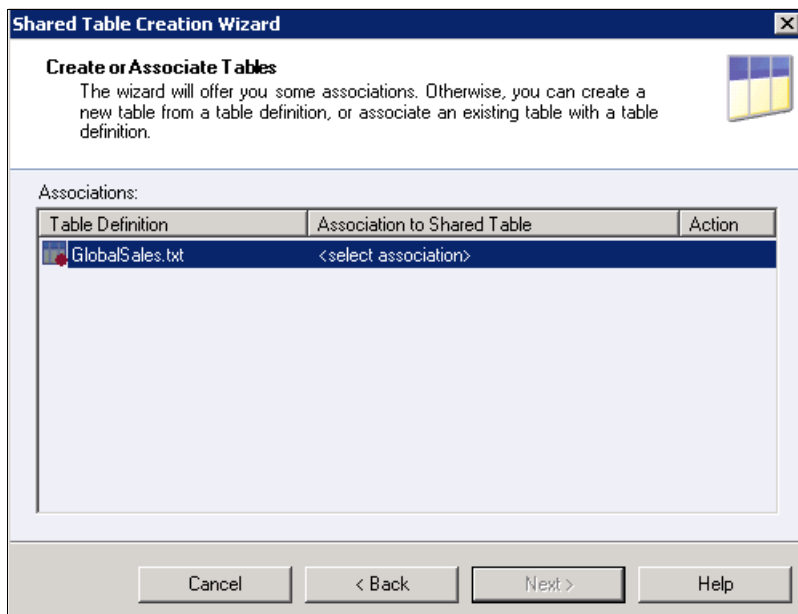 Shared Table Creation Wizard
Create or Associate Tables
The wizard will offer you some associations. Otherwise, you can create a
new table from a table definition, or associate an existing table with a table
definition.
Associations:
Table Definition Association to Shared Table Action
GlobalSales.txt <select association>
Cancel < Back Next > Help